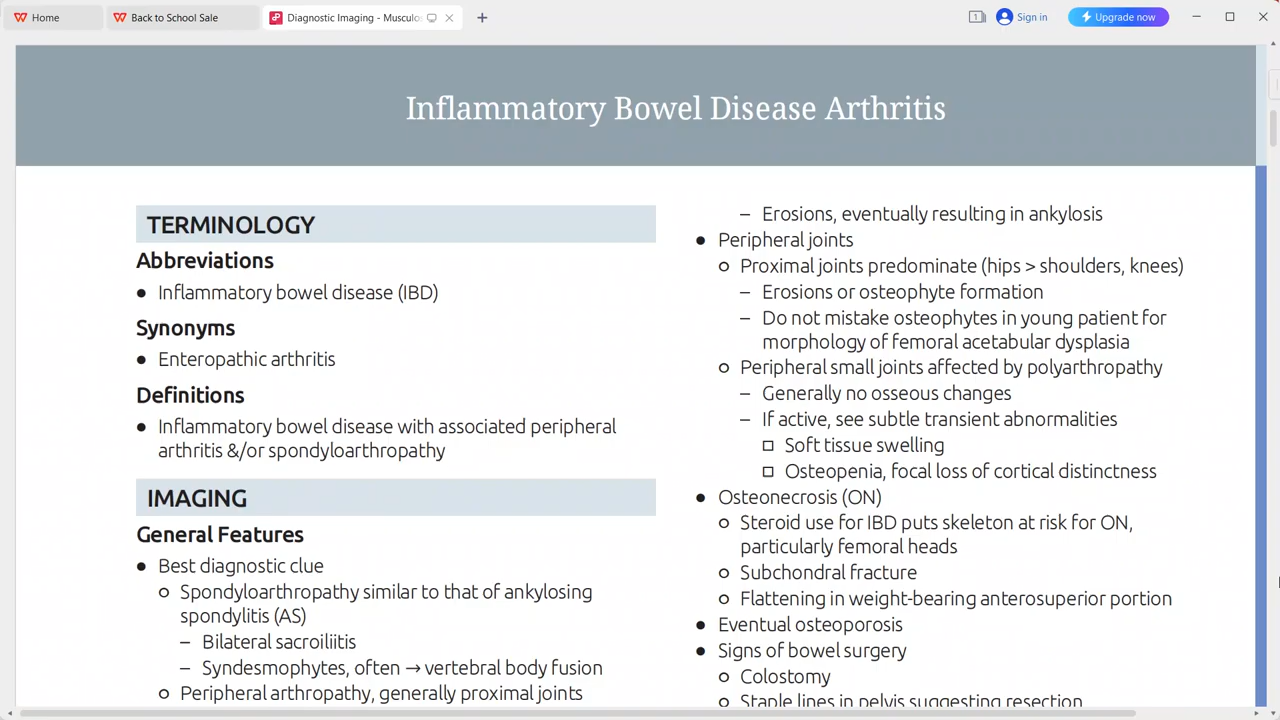 Home
Back to School Sale
Diagnostic Imaging - Musculo
Sign in
Upgrade now
Inflammatory Bowel Disease Arthritis
TERMINOLOGY
Abbreviations
● Inflammatory bowel disease (IBD)
Synonyms
● Enteropathic arthritis
Definitions
● Inflammatory bowel disease with associated peripheral
arthritis &/or spondyloarthropathy
IMAGING
General Features
● Best diagnostic clue
○ Spondyloarthropathy similar to that of ankylosing
spondylitis (AS)
– Bilateral sacroiliitis
– Syndesmophytes, often → vertebral body fusion
○ Peripheral arthropathy, generally proximal joints
– Erosions, eventually resulting in ankylosis
● Peripheral joints
○ Proximal joints predominate (hips > shoulders, knees)
– Erosions or osteophyte formation
– Do not mistake osteophytes in young patient for
morphology of femoral acetabular dysplasia
○ Peripheral small joints affected by polyarthropathy
– Generally no osseous changes
– If active, see subtle transient abnormalities
□ Soft tissue swelling
□ Osteopenia, focal loss of cortical distinctness
● Osteonecrosis (ON)
○ Steroid use for IBD puts skeleton at risk for ON,
particularly femoral heads
○ Subchondral fracture
○ Flattening in weight-bearing anterosuperior portion
● Eventual osteoporosis
● Signs of bowel surgery
○ Colostomy
○ Staple lines in pelvis suggesting resection